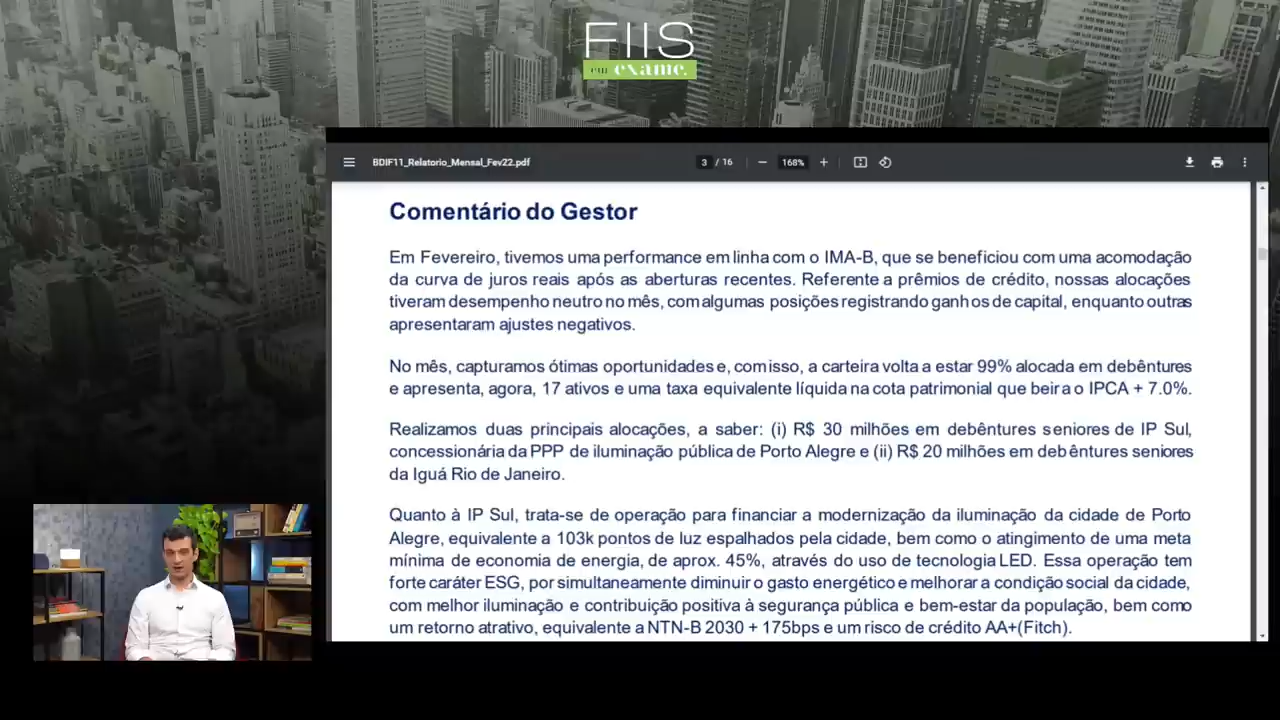 FIIS
em exame.
BDIF11_Relatorio_Mensal_Fev22.pdf
3 / 16
168%
Comentário do Gestor
Em Fevereiro, tivemos uma performance em linha com o IMA-B, que se beneficiou com uma acomodação
da curva de juros reais após as aberturas recentes. Referente a prêmios de crédito, nossas alocações
tiveram desempenho neutro no mês, com algumas posições registrando ganhos de capital, enquanto outras
apresentaram ajustes negativos.
No mês, capturamos ótimas oportunidades e, com isso, a carteira volta a estar 99% alocada em debêntures
e apresenta, agora, 17 ativos e uma taxa equivalente líquida na cota patrimonial que beira o IPCA + 7.0%.
Realizamos duas principais alocações, a saber: (i) R$ 30 milhões em debêntures seniores de IP Sul,
concessionária da PPP de iluminação pública de Porto Alegre e (ii) R$ 20 milhões em debêntures seniores
da Iguá Rio de Janeiro.
Quanto à IP Sul, trata-se de operação para financiar a modernização da iluminação da cidade de Porto
Alegre, equivalente a 103k pontos de luz espalhados pela cidade, bem como o atingimento de uma meta
mínima de economia de energia, de aprox. 45%, através do uso de tecnologia LED. Essa operação tem
forte caráter ESG, por simultaneamente diminuir o gasto energético e melhorar a condição social da cidade,
com melhor iluminação e contribuição positiva à segurança pública e bem-estar da população, bem como
um retorno atrativo, equivalente a NTN-B 2030 + 175bps e um risco de crédito AA+(Fitch).